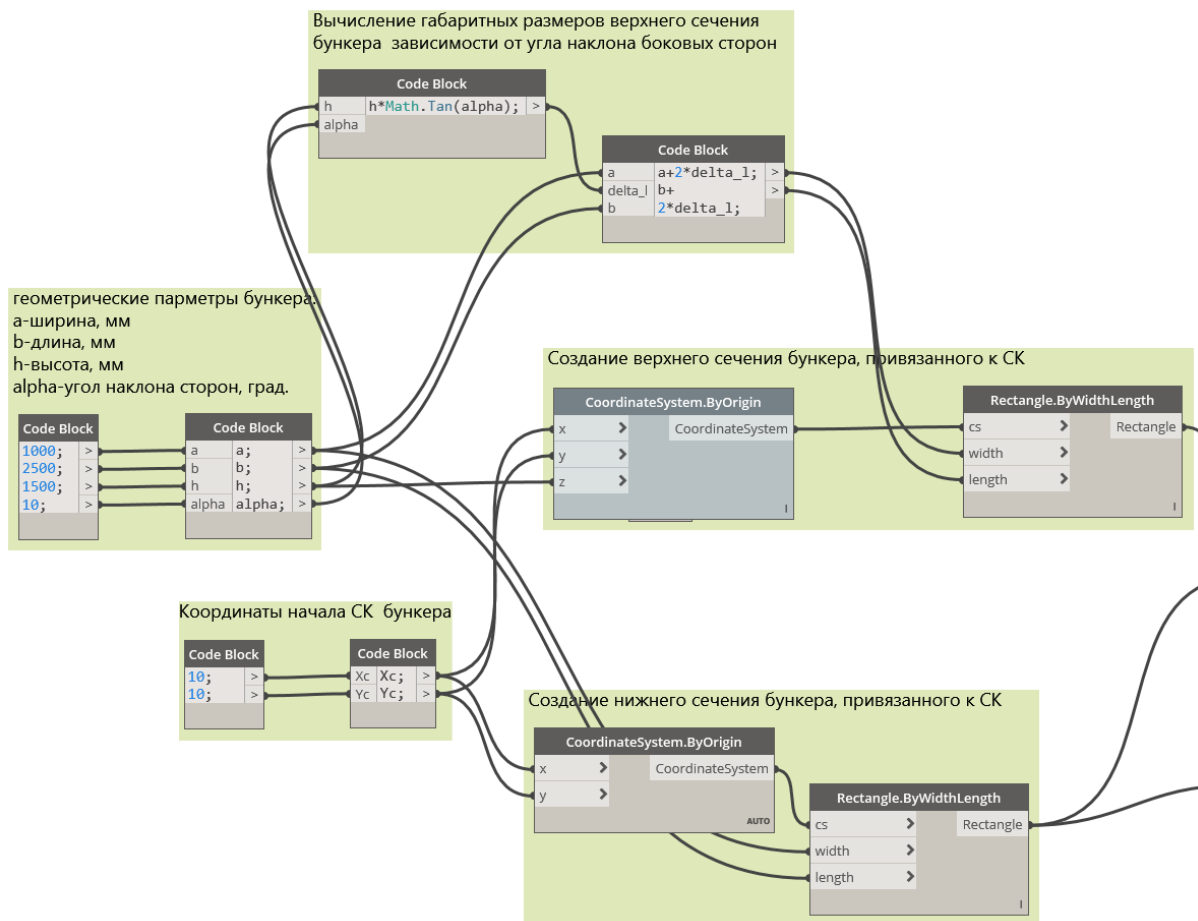 Вычисление габаритных размеров верхнего сечения
бункера  зависимости от угла наклона боковых сторон
Code Block
h h*Math.Tan(alpha); >
alpha
Code Block
a a+2*delta_l; >
delta_l b+ >
b 2*delta_l;
геометрические парметры бункера:
a-ширина, мм
b-длина, мм
h-высота, мм
alpha-угол наклона сторон, град.
Code Block
1000; >
2500; >
1500; >
10; >
Code Block
a a; >
b b; >
h h; >
alpha alpha; >
Создание верхнего сечения бункера, привязанного к СК
CoordinateSystem.ByOrigin
x > CoordinateSystem
y >
z >
I
Rectangle.ByWidthLength
cs > Rectangle
width >
length >
I
Координаты начала СК  бункера
Code Block
10; >
10; >
Code Block
Xc Xc; >
Yc Yc; >
Создание нижнего сечения бункера, привязанного к СК
CoordinateSystem.ByOrigin
x > CoordinateSystem
y >
AUTO
Rectangle.ByWidthLength
cs > Rectangle
width >
length >
I